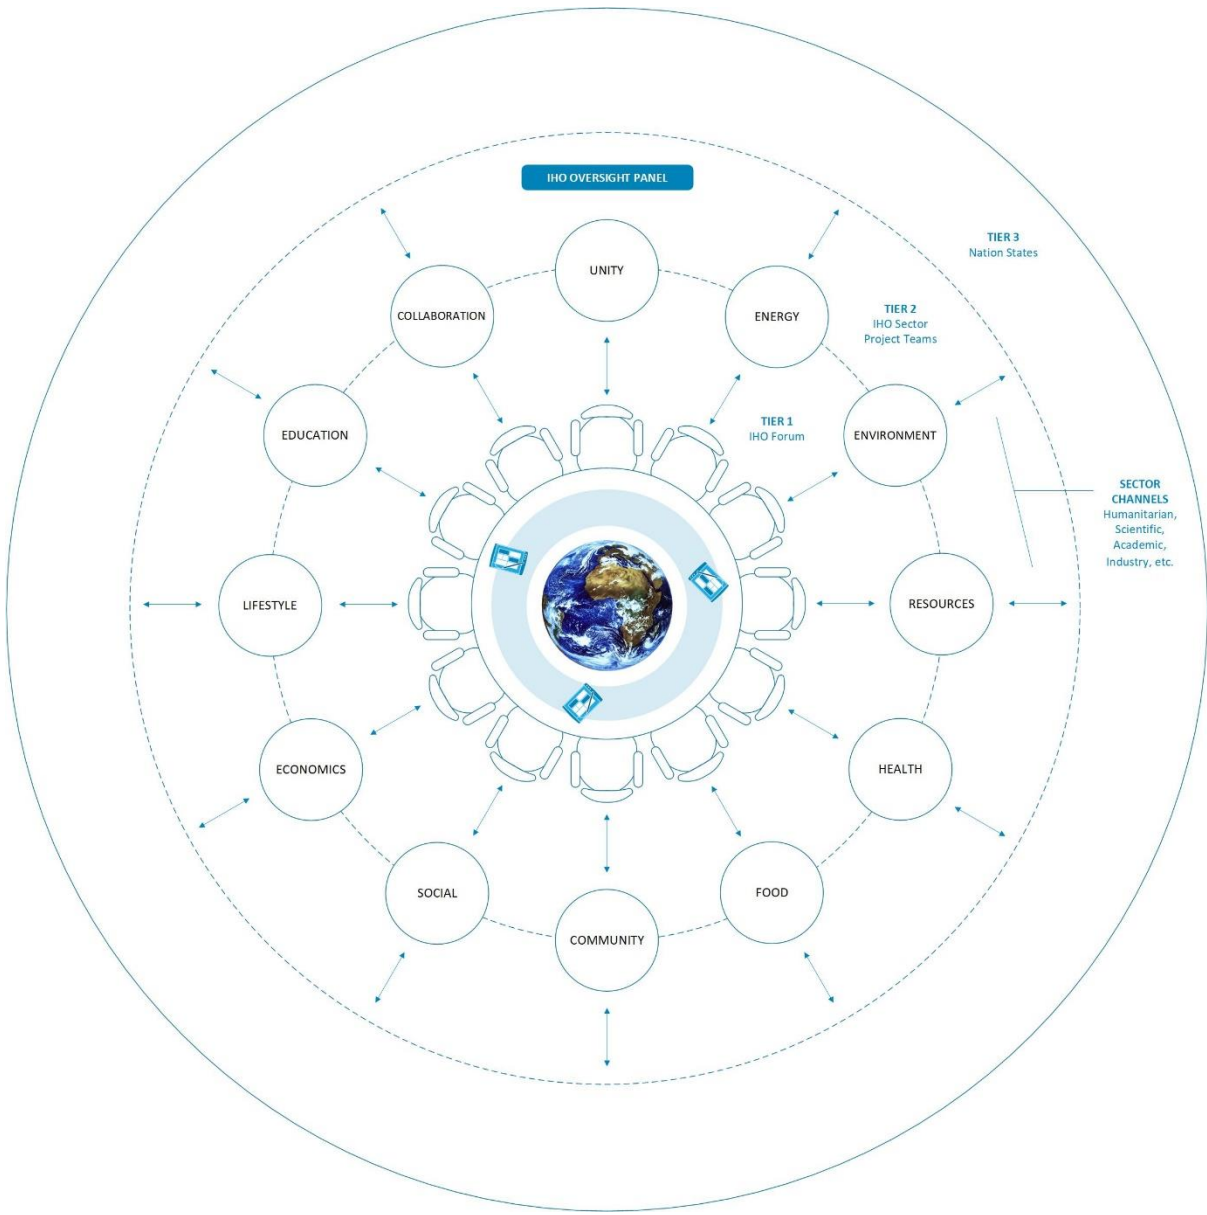 IHO OVERSIGHT PANEL
UNITY
COLLABORATION
ENERGY
TIER 3
Nation States
TIER 2
IHO Sector
Project Teams
TIER 1
IHO Forum
EDUCATION
ENVIRONMENT
SECTOR
CHANNELS
Humanitarian,
Scientific,
Academic,
Industry, etc.
LIFESTYLE
RESOURCES
ECONOMICS
HEALTH
SOCIAL
FOOD
COMMUNITY